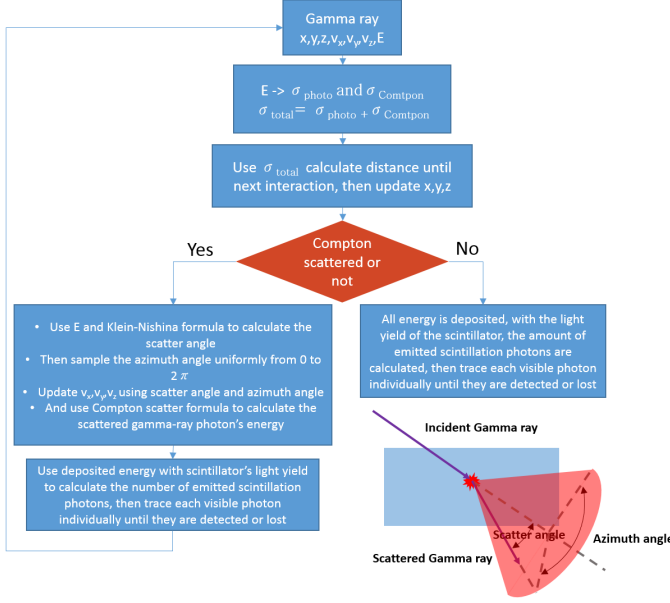 Gamma ray
x,y,z,vₓ,vᵧ,v_z,E
E -> σ photo and σ Comtpon
σ total= σ photo + σ Compton
Use σ total calculate distance until
next interaction, then update x,y,z
Compton
scattered or
not
Yes
No
• Use E and Klein-Nishina formula to calculate the
scatter angle
• Then sample the azimuth angle uniformly from 0 to
2 π
• Update vₓ,vᵧ,v_z using scatter angle and azimuth angle
• And use Compton scatter formula to calculate the
scattered gamma-ray photon's energy
All energy is deposited, with the light
yield of the scintillator, the amount of
emitted scintillation photons are
calculated, then trace each visible photon
individually until they are detected or lost
Use deposited energy with scintillator's light yield
to calculate the number of emitted scintillation
photons, then trace each visible photon
individually until they are detected or lost
Incident Gamma ray
Scatter angle
Azimuth angle
Scattered Gamma ray